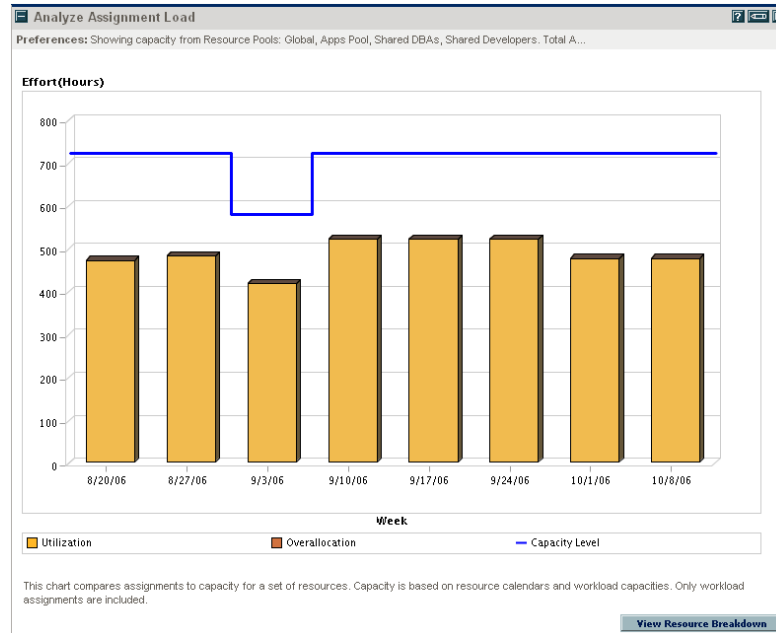 Analyze Assignment Load
Preferences: Showing capacity from Resource Pools: Global, Apps Pool, Shared DBAs, Shared Developers. Total A...
Effort(Hours)
800
700
600
500
400
300
200
100
0
8/20/06 8/27/06 9/3/06 9/10/06 9/17/06 9/24/06 10/1/06 10/8/06
Week
Utilization Overallocation Capacity Level
This chart compares assignments to capacity for a set of resources. Capacity is based on resource calendars and workload capacities. Only workload
assignments are included.
View Resource Breakdown